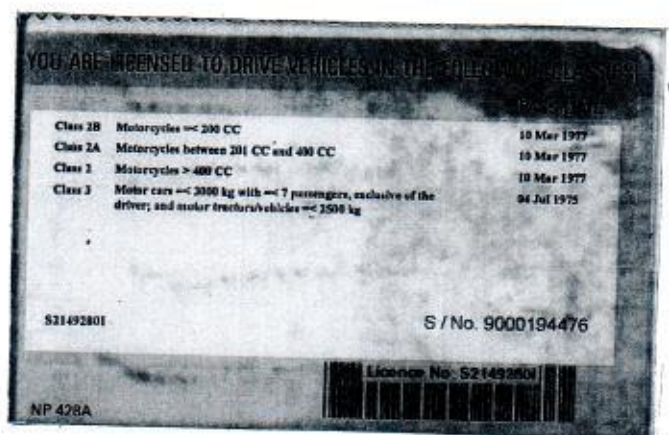 YOU ARE LICENSED TO DRIVE VEHICLES IN THE FOLLOWING CLASSES
Class 2B Motorcycles =< 200 CC 10 Mar 1977
Class 2A Motorcycles between 201 CC and 400 CC 10 Mar 1977
Class 2 Motorcycles > 400 CC 10 Mar 1977
Class 3 Motor cars =< 3000 kg with =< 7 passengers, exclusive of the 04 Jul 1975
driver; and motor tractors/vehicles =< 2500 kg
S2149280I
S / No. 9000194476
Licence No: S2149280I
NP 428A